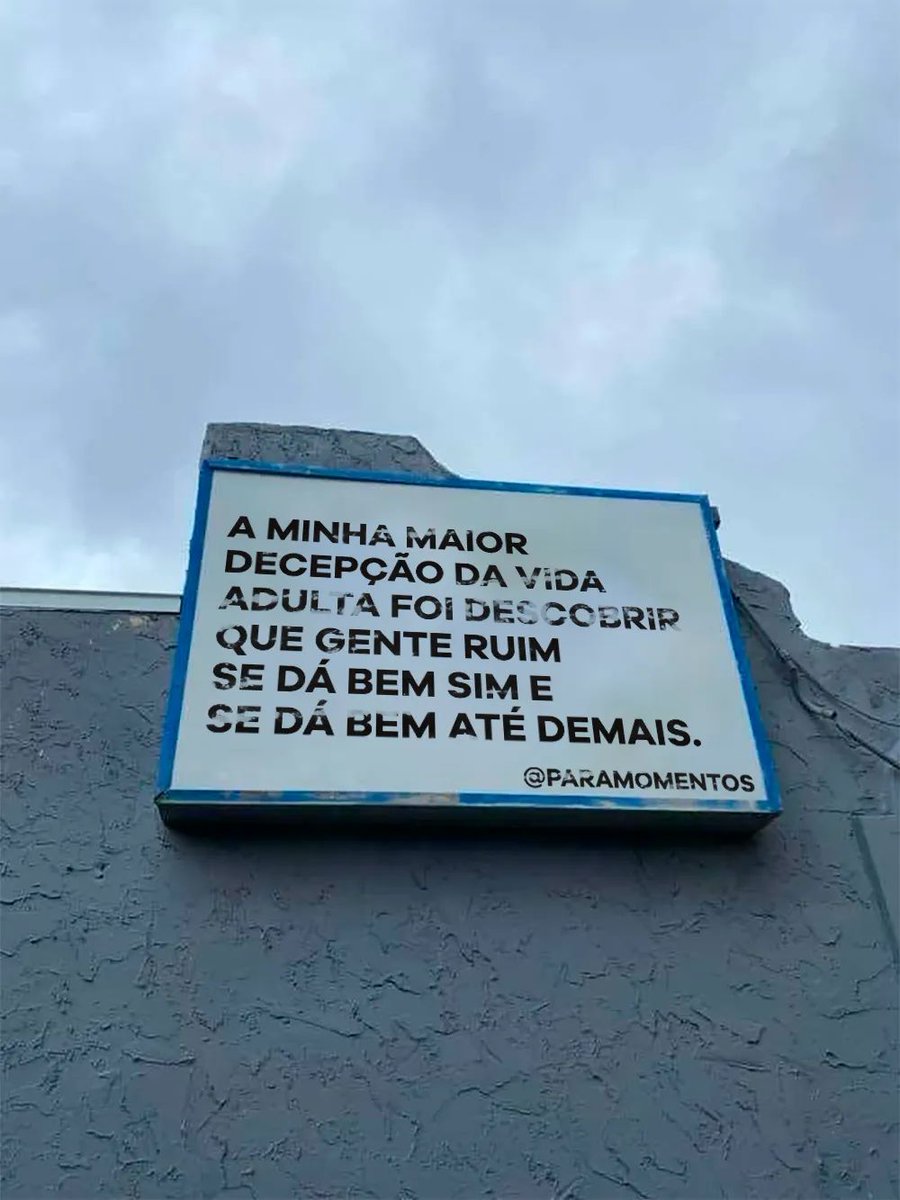 A MINHA MAIOR
DECEPÇÃO DA VIDA
ADULTA FOI DESCOBRIR
QUE GENTE RUIM
SE DÁ BEM SIM E
SE DÁ BEM ATÉ DEMAIS.
@PARAMOMENTOS